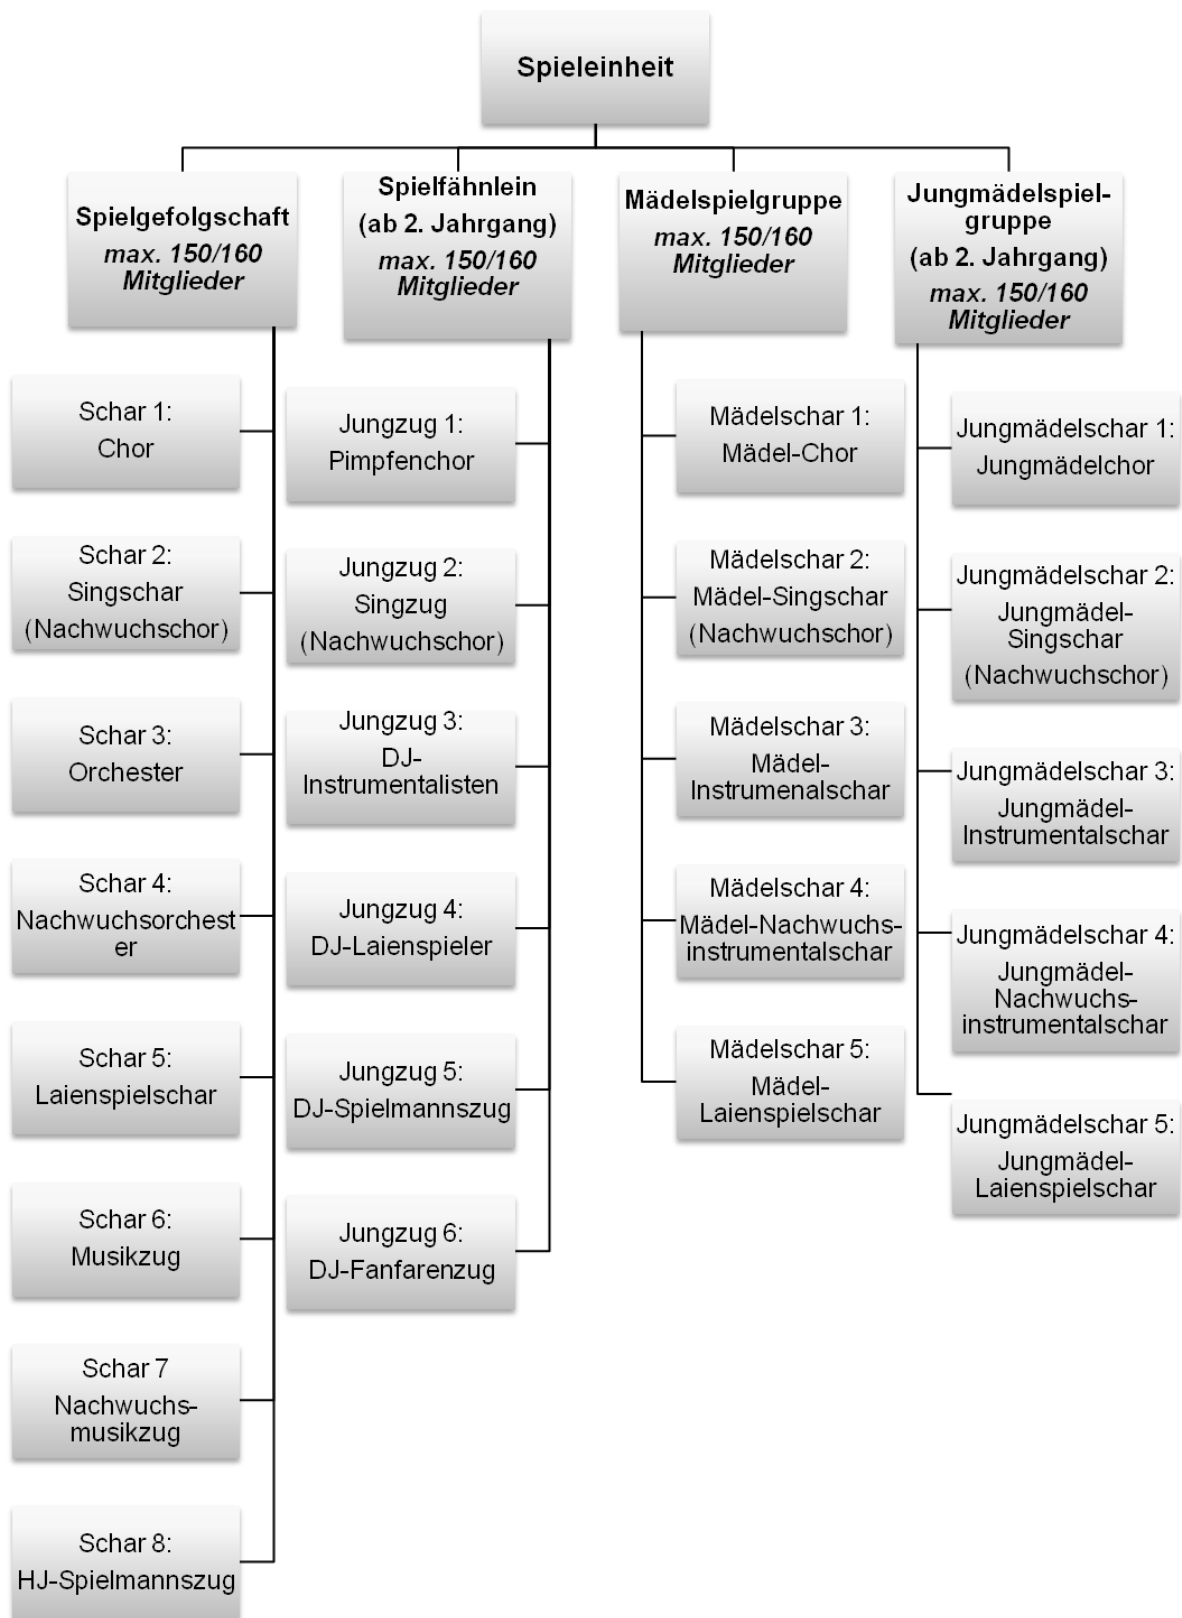 Spieleinheit
Spielgefolgschaft
max. 150/160
Mitglieder
Schar 1:
Chor
Schar 2:
Singschar
(Nachwuchschor)
Schar 3:
Orchester
Schar 4:
Nachwuchsorchest
er
Schar 5:
Laienspielschar
Schar 6:
Musikzug
Schar 7
Nachwuchs-
musikzug
Schar 8:
HJ-Spielmannszug
Spielfähnlein
(ab 2. Jahrgang)
max. 150/160
Mitglieder
Jungzug 1:
Pimpfenchor
Jungzug 2:
Singzug
(Nachwuchschor)
Jungzug 3:
DJ-
Instrumentalisten
Jungzug 4:
DJ-Laienspieler
Jungzug 5:
DJ-Spielmannszug
Jungzug 6:
DJ-Fanfarenzug
Mädelspielgruppe
max. 150/160
Mitglieder
Mädelschar 1:
Mädel-Chor
Mädelschar 2:
Mädel-Singschar
(Nachwuchschor)
Mädelschar 3:
Mädel-
Instrumenalschar
Mädelschar 4:
Mädel-Nachwuchs-
instrumentalschar
Mädelschar 5:
Mädel-
Laienspielschar
Jungmädelspiel-
gruppe
(ab 2. Jahrgang)
max. 150/160
Mitglieder
Jungmädelschar 1:
Jungmädelchor
Jungmädelschar 2:
Jungmädel-
Singschar
(Nachwuchschor)
Jungmädelschar 3:
Jungmädel-
Instrumentalschar
Jungmädelschar 4:
Jungmädel-
Nachwuchs-
instrumentalschar
Jungmädelschar 5:
Jungmädel-
Laienspielschar